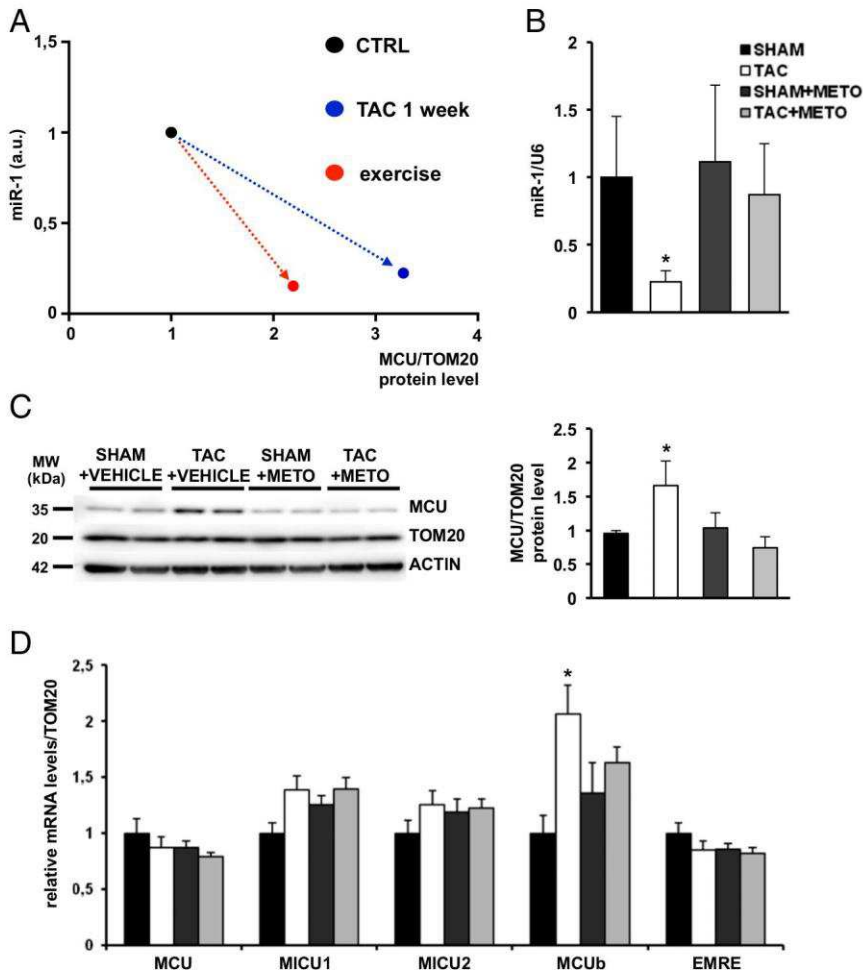 A
1,5
1
0,5
0
miR-1 (a.u.)
CTRL
TAC 1 week
exercise
0 1 2 3 4
MCU/TOM20
protein level
B
2
1.5
1
0.5
0
miR-1/U6
SHAM
TAC
SHAM+METO
TAC+METO
*
C
MW
(kDa)
SHAM
+VEHICLE
TAC
+VEHICLE
SHAM
+METO
TAC
+METO
35
MCU
20
TOM20
42
ACTIN
MCU/TOM20
protein level
2.5
2
1.5
1
0.5
0
*
D
relative mRNA levels/TOM20
2,5
2
1,5
1
0,5
0
*
MCU MICU1 MICU2 MCUb EMRE